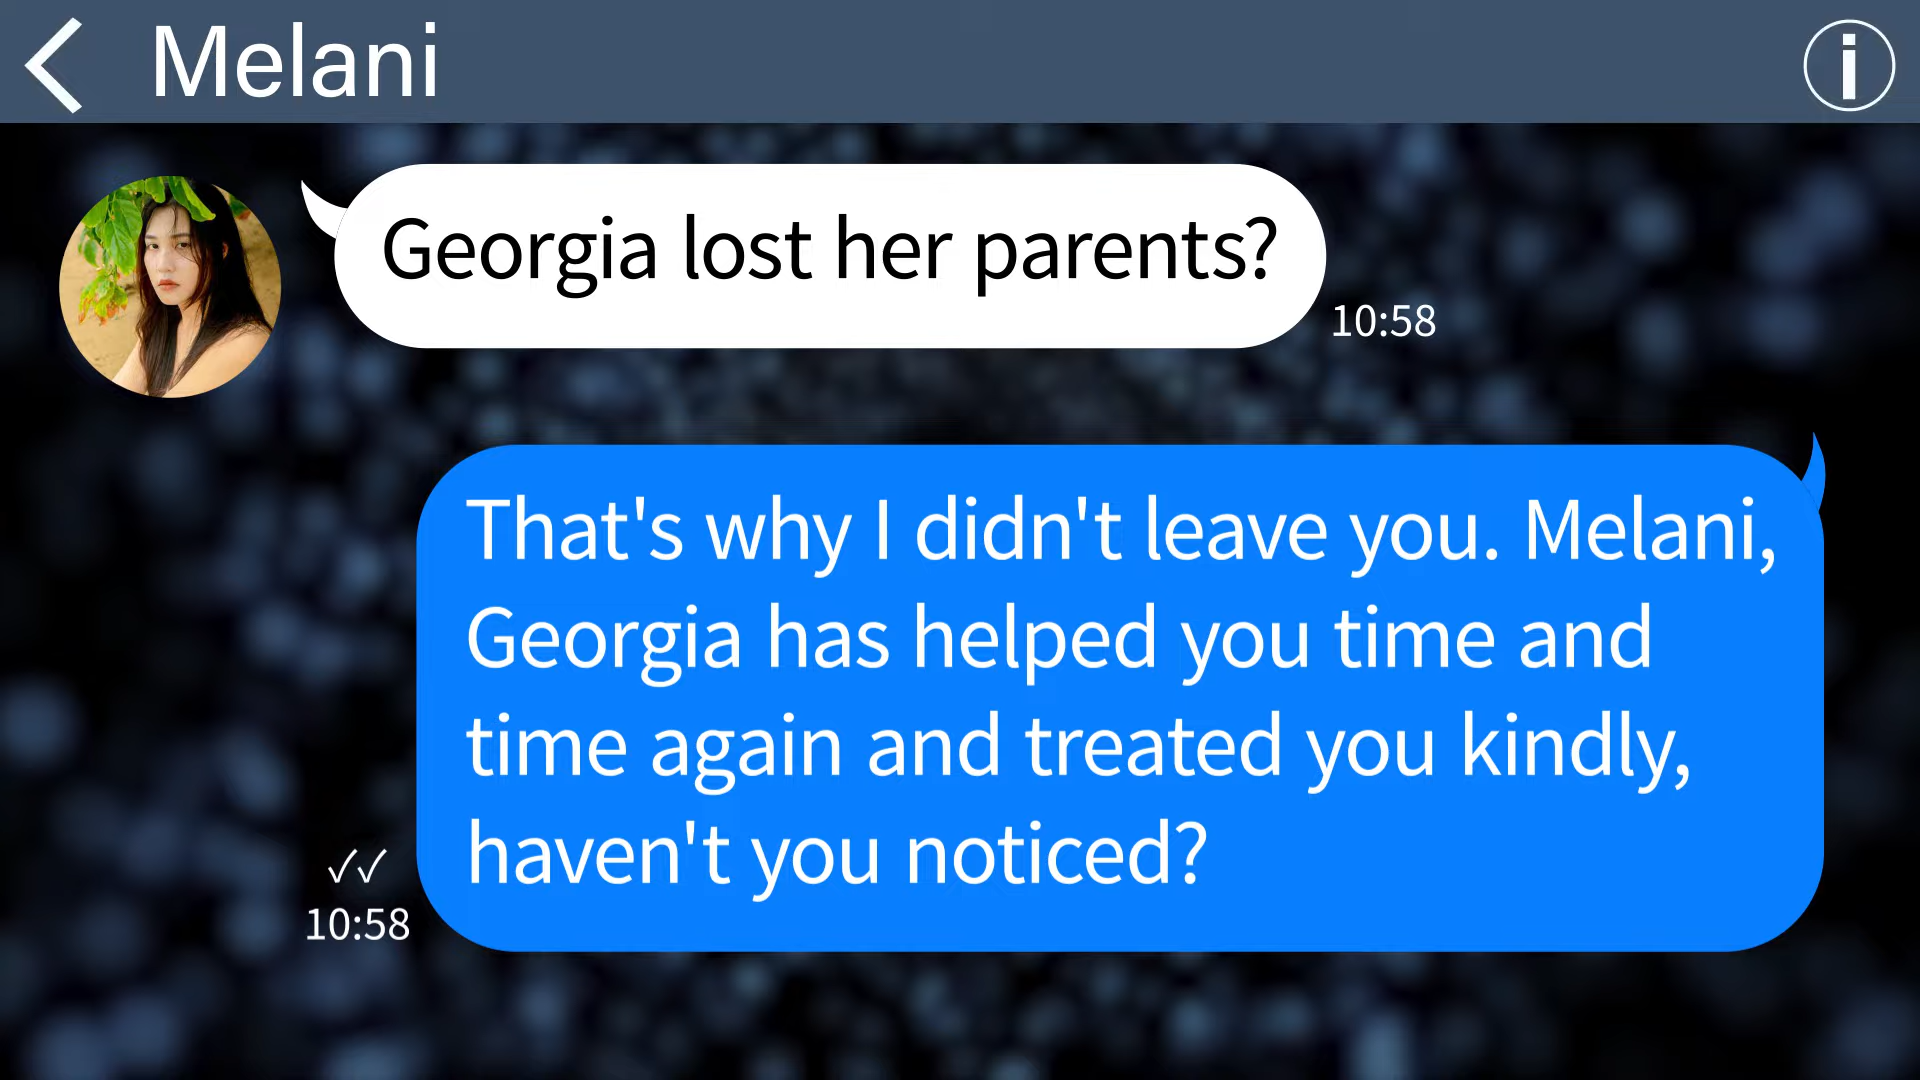 Melani
Georgia lost her parents?
10:58
That's why I didn't leave you. Melani,
Georgia has helped you time and
time again and treated you kindly,
haven't you noticed?
10:58